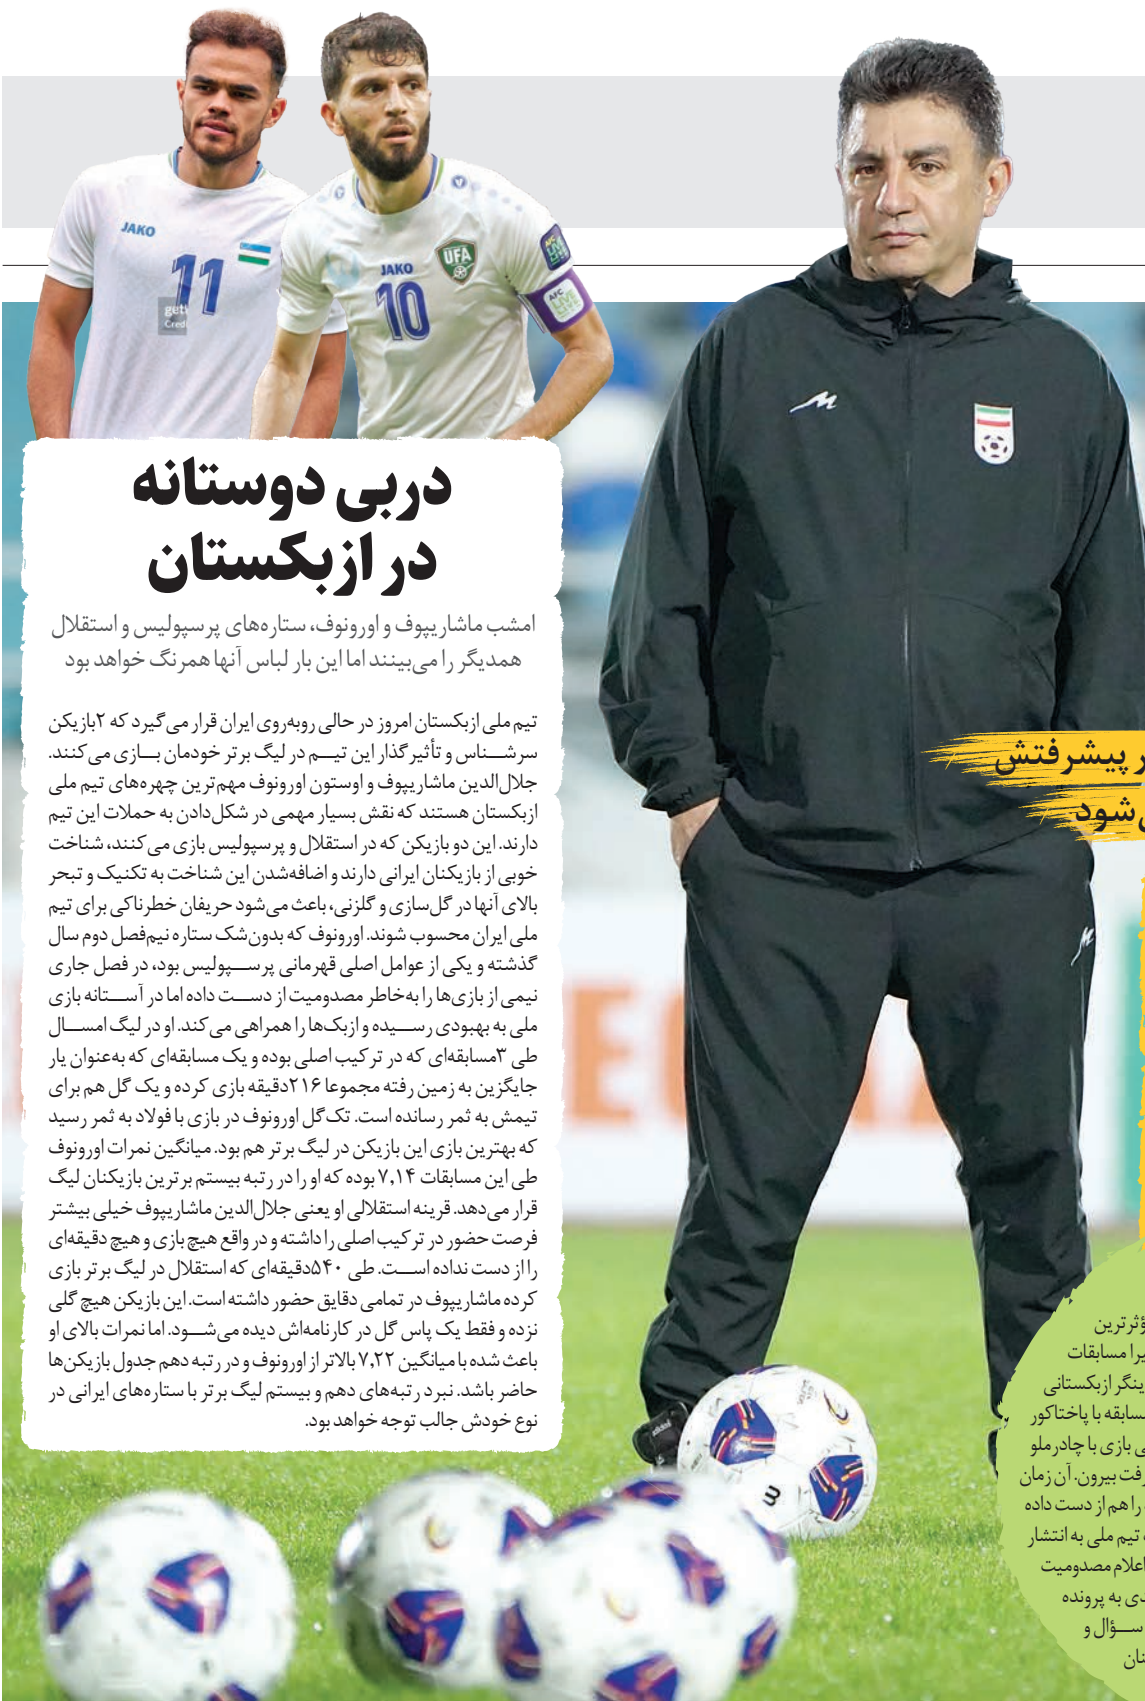 JAKO
11
JAKO
10
UFA
AFC
LIVE
AFC
LIVE
دربی دوستانه
در ازبکستان
امشب ماشاریپوف و اورونوف، ستاره‌های پرسپولیس و استقلال
همدیگر را می‌بینند اما این بار لباس آنها همرنگ خواهد بود
تیم ملی ازبکستان امروز در حالی روبه‌روی ایران قرار می‌گیرد که ۲بازیکن
سرشناس و تأثیرگذار این تیم در لیگ برتر خودمان بازی می‌کنند.
جلال‌الدین ماشاریپوف و اوستون اورونوف مهم‌ترین چهره‌های تیم ملی
ازبکستان هستند که نقش بسیار مهمی در شکل‌دادن به حملات این تیم
دارند. این دو بازیکن که در استقلال و پرسپولیس بازی می‌کنند، شناخت
خوبی از بازیکنان ایرانی دارند و اضافه‌شدن این شناخت به تکنیک و تبحر
بالای آنها در گل‌سازی و گلزنی، باعث می‌شود حریفان خطرناکی برای تیم
ملی ایران محسوب شوند. اورونوف که بدون‌شک ستاره نیم‌فصل دوم سال
گذشته و یکی از عوامل اصلی قهرمانی پرسپولیس بود، در فصل جاری
نیمی از بازی‌ها را به‌خاطر مصدومیت از دست داده اما در آستانه بازی
ملی به بهبودی رسیده و ازبک‌ها را همراهی می‌کند. او در لیگ امسال
طی ۳مسابقه‌ای که در ترکیب اصلی بوده و یک مسابقه‌ای که به‌عنوان یار
جایگزین به زمین رفته مجموعا ۲۱۶دقیقه بازی کرده و یک گل هم برای
تیمش به ثمر رسانده است. تک‌گل اورونوف در بازی با فولاد به ثمر رسید
که بهترین بازی این بازیکن در لیگ برتر هم بود. میانگین نمرات اورونوف
طی این مسابقات ۷,۱۴ بوده که او را در رتبه بیستم برترین بازیکنان لیگ
قرار می‌دهد. قرینه استقلالی او یعنی جلال‌الدین ماشاریپوف خیلی بیشتر
فرصت حضور در ترکیب اصلی را داشته و در واقع هیچ بازی و هیچ دقیقه‌ای
را از دست نداده است. طی ۵۴۰دقیقه‌ای که استقلال در لیگ برتر بازی
کرده ماشاریپوف در تمامی دقایق حضور داشته است. این بازیکن هیچ گلی
نزده و فقط یک پاس گل در کارنامه‌اش دیده می‌شود. اما نمرات بالای او
باعث شده با میانگین ۷,۲۲ بالاتر از اورونوف و در رتبه دهم جدول بازیکن‌ها
حاضر باشد. نبرد رتبه‌های دهم و بیستم لیگ برتر با ستاره‌های ایرانی در
نوع خودش جالب توجه خواهد بود.
پیشرفتش
شود
مسابقات
ازبکستانی
با پاختاکور
بازی با چادرملو
بیرون. آن زمان
را هم از دست داده
تیم ملی به انتشار
اعلام مصدومیت
به پرونده
سؤال و